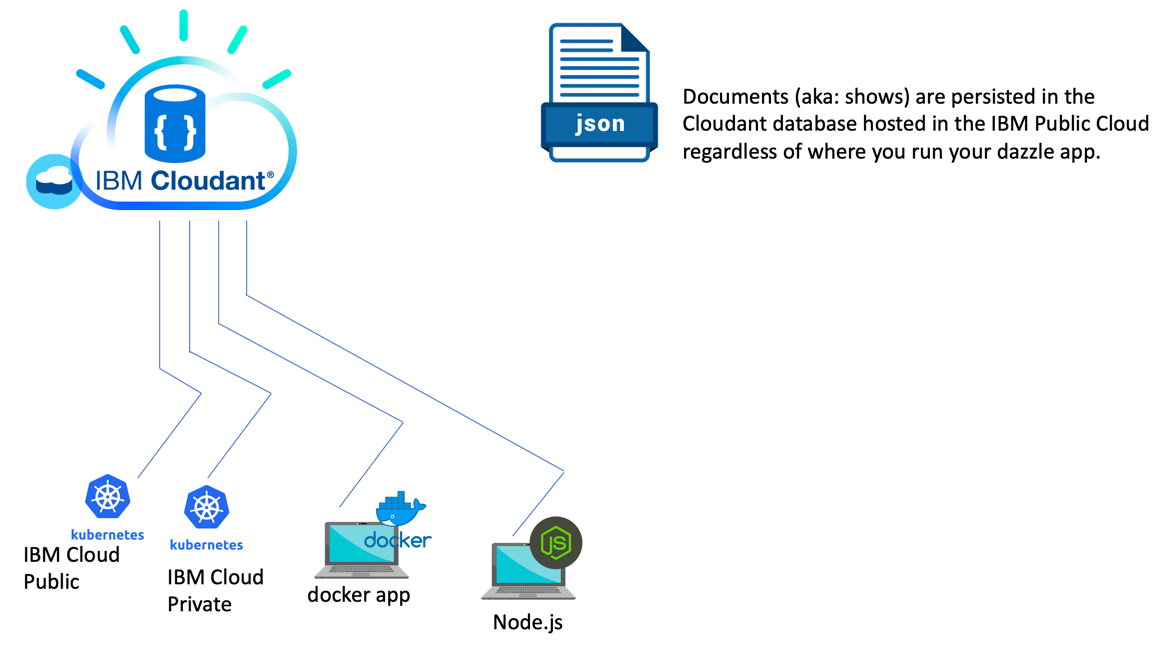 { }
IBM Cloudant®
json
Documents (aka: shows) are persisted in the
Cloudant database hosted in the IBM Public Cloud
regardless of where you run your dazzle app.
kubernetes
IBM Cloud
Public
kubernetes
IBM Cloud
Private
docker
docker app
JS
Node.js